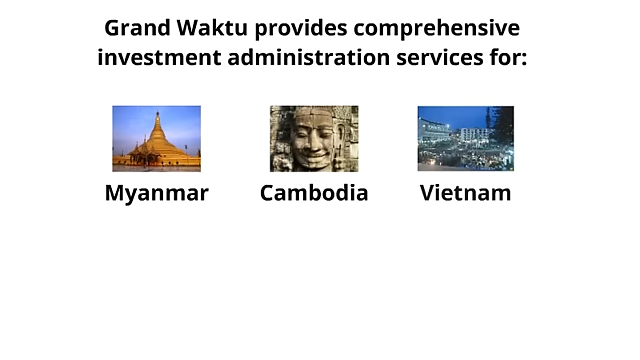 Grand Waktu provides comprehensive
investment administration services for:
Myanmar Cambodia Vietnam